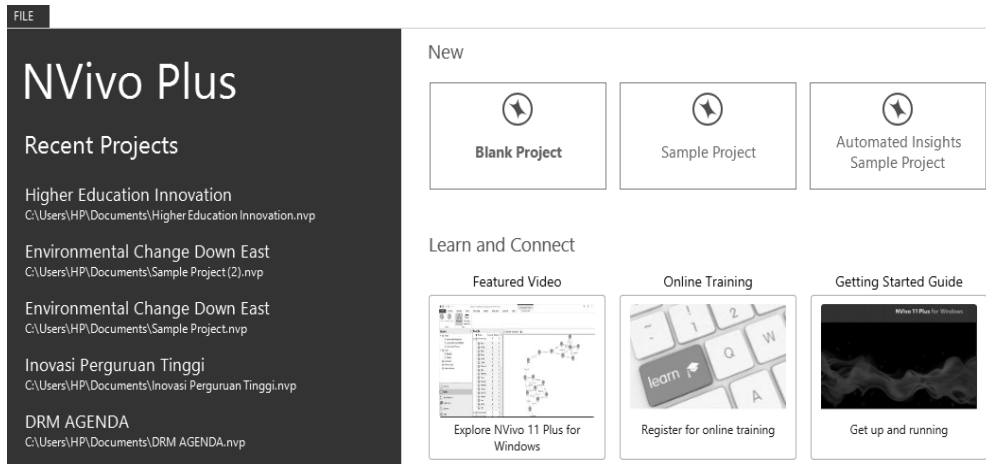 FILE
NVivo Plus
Recent Projects
Higher Education Innovation
C:\Users\HP\Documents\Higher Education Innovation.nvp
Environmental Change Down East
C:\Users\HP\Documents\Sample Project (2).nvp
Environmental Change Down East
C:\Users\HP\Documents\Sample Project.nvp
Inovasi Perguruan Tinggi
C:\Users\HP\Documents\Inovasi Perguruan Tinggi.nvp
DRM AGENDA
C:\Users\HP\Documents\DRM AGENDA.nvp
New
Blank Project
Sample Project
Automated Insights
Sample Project
Learn and Connect
Featured Video
Explore NVivo 11 Plus for
Windows
Online Training
1
2
Q
W
learn
A
Register for online training
Getting Started Guide
NVivo 11 Plus for Windows
Get up and running